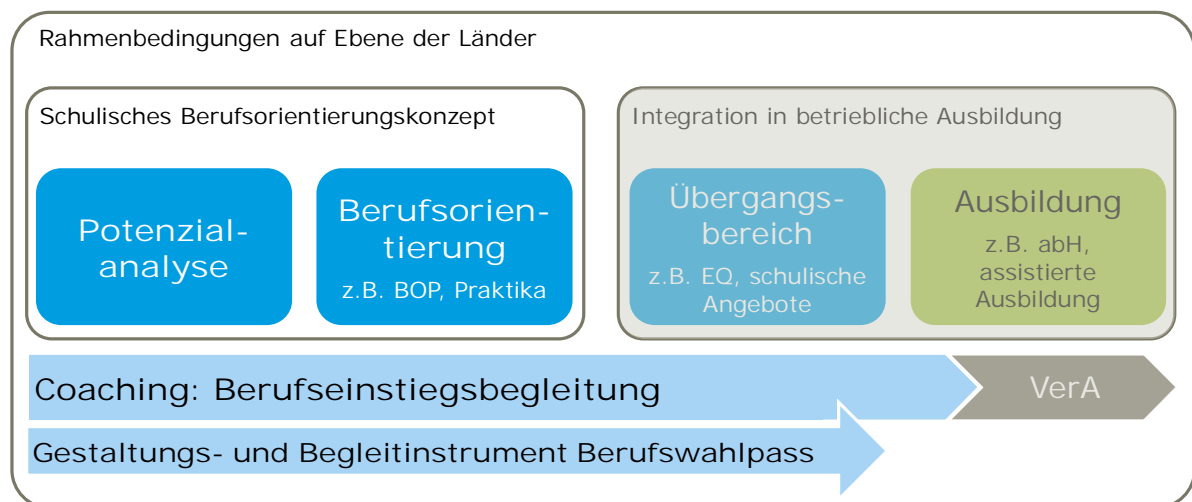 Rahmenbedingungen auf Ebene der Länder
Schulisches Berufsorientierungskonzept
Potenzial-
analyse
Berufsorien-
tierung
z.B. BOP, Praktika
Integration in betriebliche Ausbildung
Übergangs-
bereich
z.B. EQ, schulische
Angebote
Ausbildung
z.B. abH,
assistierte
Ausbildung
Coaching: Berufseinstiegsbegleitung
VerA
Gestaltungs- und Begleitinstrument Berufswahlpass